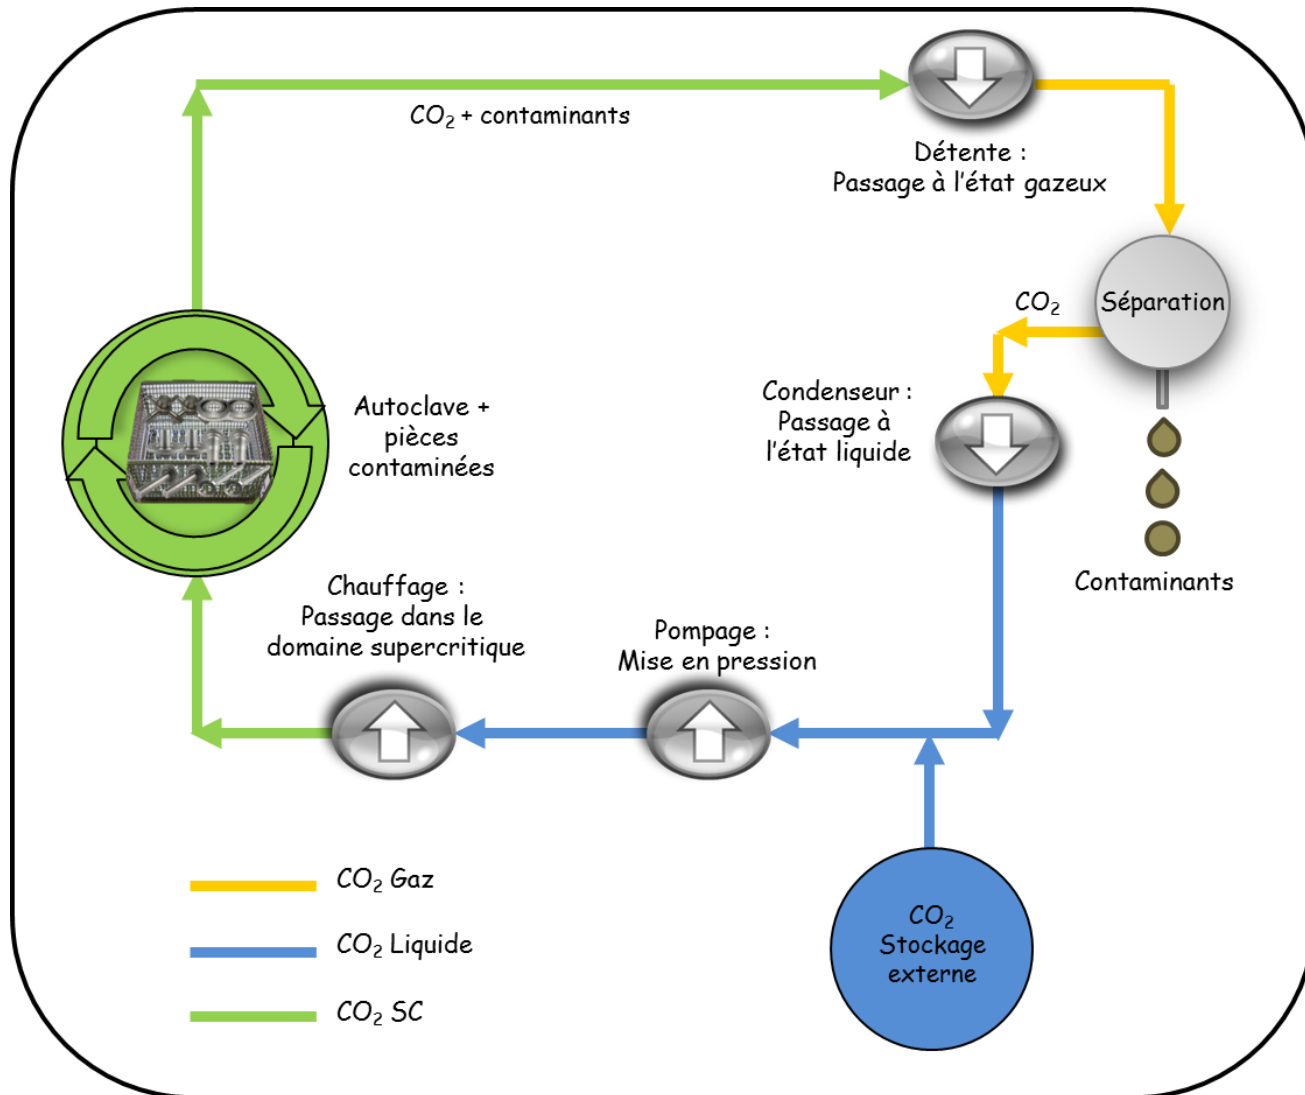 CO₂ + contaminants
Détente :
Passage à l'état gazeux
CO₂
Séparation
Condenseur :
Passage à
l'état liquide
Autoclave +
pièces
contaminées
Contaminants
Chauffage :
Passage dans le
domaine supercritique
Pompage :
Mise en pression
CO₂ Gaz
CO₂ Liquide
CO₂ SC
CO₂
Stockage
externe